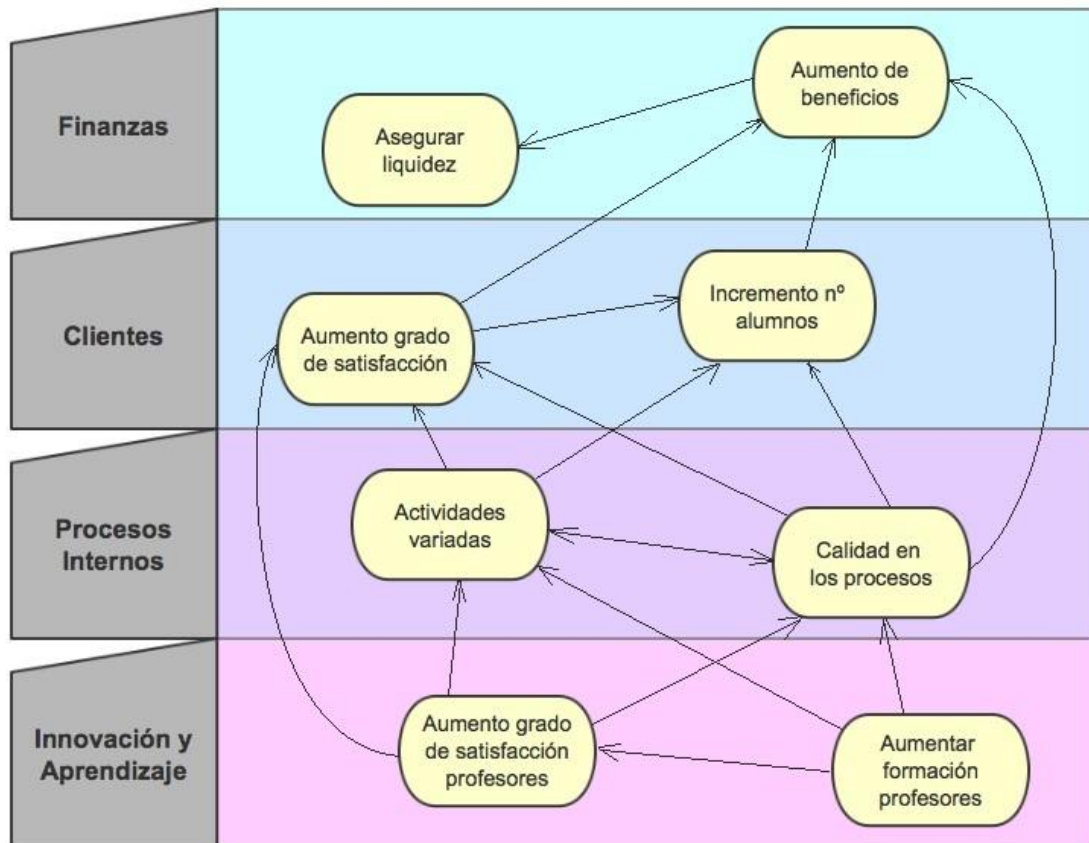 Finanzas
Aumento de
beneficios
Asegurar
liquidez
Clientes
Incremento nº
alumnos
Aumento grado
de satisfacción
Procesos
Internos
Actividades
variadas
Calidad en
los procesos
Innovación y
Aprendizaje
Aumento grado
de satisfacción
profesores
Aumentar
formación
profesores